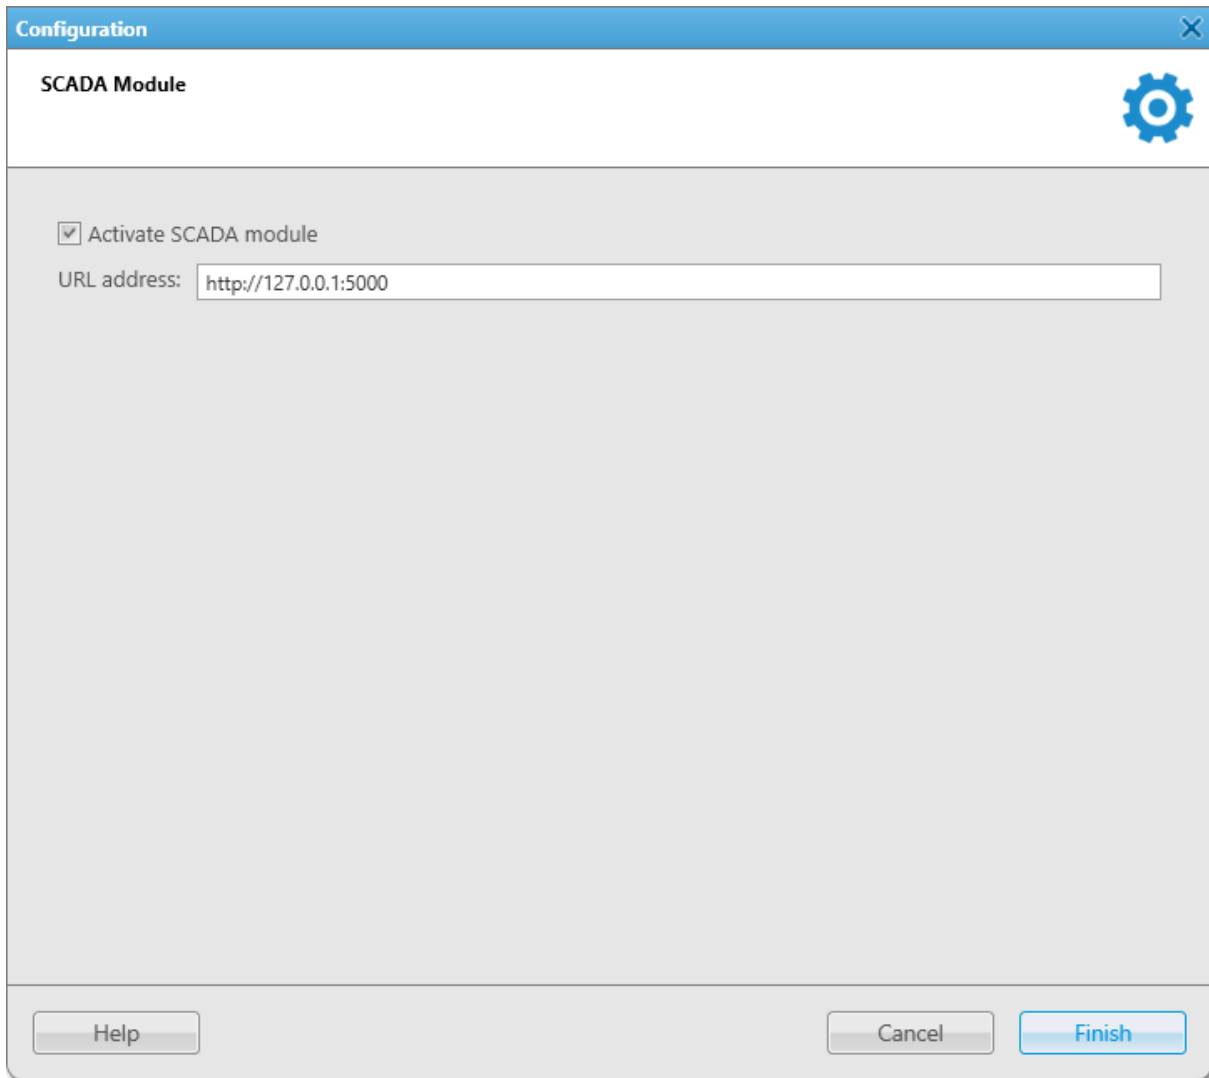 Configuration
SCADA Module
Activate SCADA module
URL address: http://127.0.0.1:5000
Help Cancel Finish